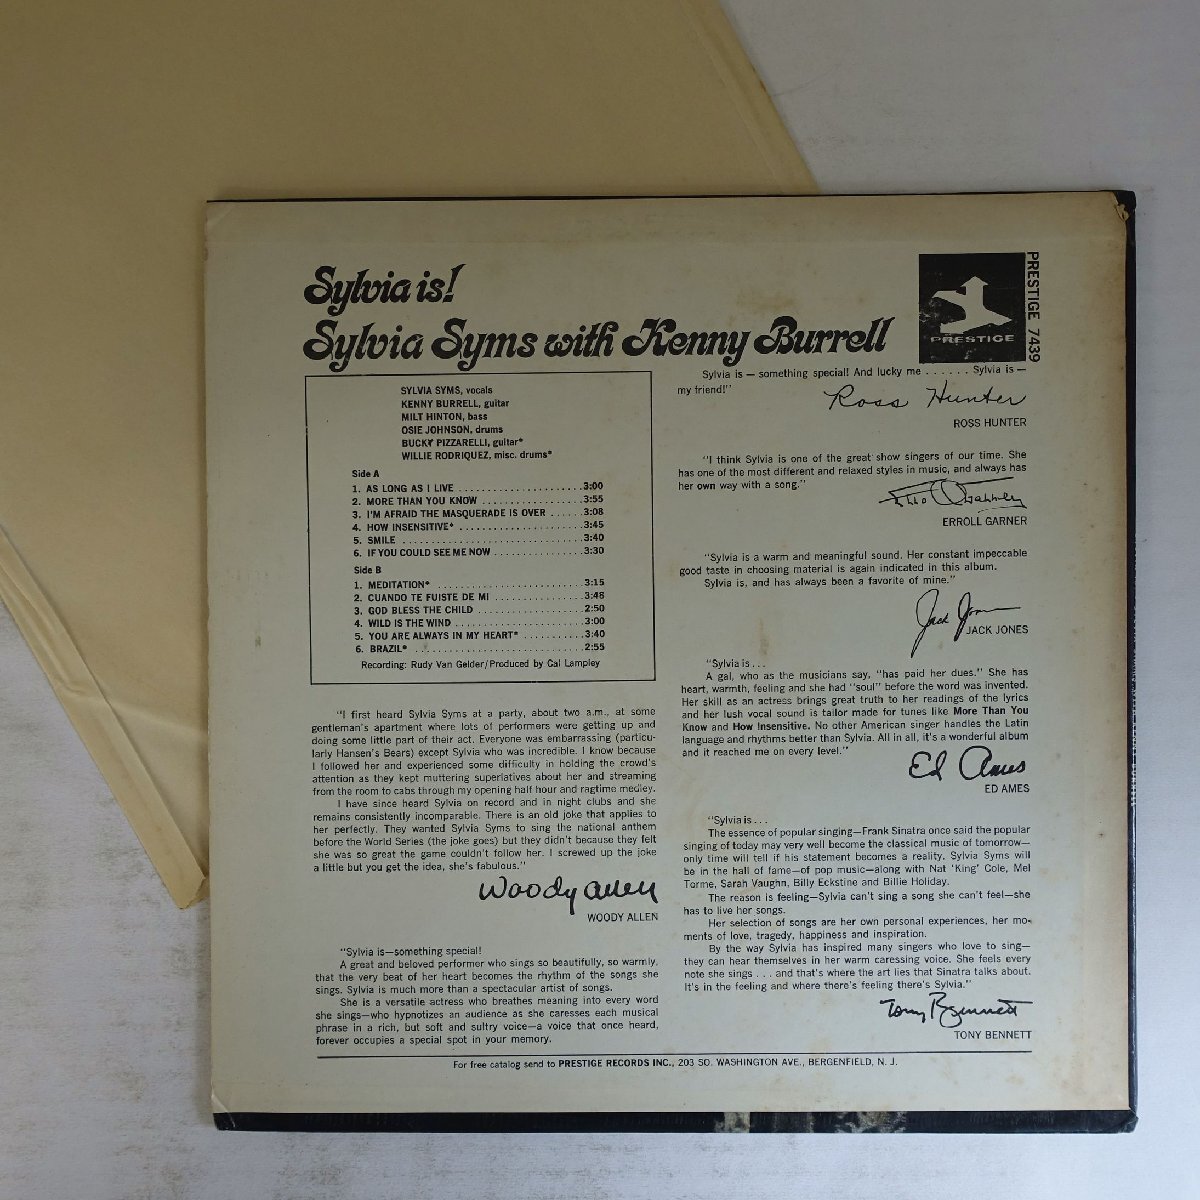 Sylvia is!
Sylvia Syms with Kenny Burrell
PRESTIGE
PRESTIGE 7439
SYLVIA SYMS, vocals
KENNY BURRELL, guitar
MILT HINTON, bass
OSIE JOHNSON, drums
BUCKY PIZZARELLI, guitar*
WILLIE RODRIQUEZ, misc. drums*
Side A
1. AS LONG AS I LIVE ......................3:00
2. MORE THAN YOU KNOW ..................3:55
3. I'M AFRAID THE MASQUERADE IS OVER ......3:08
4. HOW INSENSITIVE* ......................3:45
5. SMILE ................................3:40
6. IF YOU COULD SEE ME NOW ...............3:30
Side B
1. MEDITATION* ..........................3:15
2. CUANDO TE FUISTE DE MI ...............3:48
3. GOD BLESS THE CHILD ..................2:50
4. WILD IS THE WIND ......................3:00
5. YOU ARE ALWAYS IN MY HEART* ...........3:40
6. BRAZIL* ..............................2:55
Recording: Rudy Van Gelder/Produced by Cal Lampley
"I first heard Sylvia Syms at a party, about two a.m., at some
gentleman's apartment where lots of performers were getting up and
doing some little part of their act. Everyone was embarrassing (particu-
larly Hansen's Bears) except Sylvia who was incredible. I know because
I followed her and experienced some difficulty in holding the crowd's
attention as they kept muttering superlatives about her and streaming
from the room to cabs through my opening half hour and ragtime medley.
I have since heard Sylvia on record and in night clubs and she
remains consistently incomparable. There is an old joke that applies to
her perfectly. They wanted Sylvia Syms to sing the national anthem
before the World Series (the joke goes) but they didn't because they felt
she was so great the game couldn't follow her. I screwed up the joke
a little but you get the idea, she's fabulous."
Woody Allen
WOODY ALLEN
"Sylvia is—something special!
A great and beloved performer who sings so beautifully, so warmly,
that the very beat of her heart becomes the rhythm of the songs she
sings. Sylvia is much more than a spectacular artist of songs.
She is a versatile actress who breathes meaning into every word
she sings—who hypnotizes an audience as she caresses each musical
phrase in a rich, but soft and sultry voice—a voice that once heard,
forever occupies a special spot in your memory.
Sylvia is — something special! And lucky me ...... Sylvia is —
my friend!"
Ross Hunter
ROSS HUNTER
"I think Sylvia is one of the great show singers of our time. She
has one of the most different and relaxed styles in music, and always has
her own way with a song."
Erroll Garner
ERROLL GARNER
"Sylvia is a warm and meaningful sound. Her constant impeccable
good taste in choosing material is again indicated in this album.
Sylvia is, and has always been a favorite of mine."
Jack Jones
JACK JONES
"Sylvia is...
A gal, who as the musicians say, "has paid her dues." She has
heart, warmth, feeling and she had "soul" before the word was invented.
Her skill as an actress brings great truth to her readings of the lyrics
and her lush vocal sound is tailor made for tunes like More Than You
Know and How Insensitive. No other American singer handles the Latin
language and rhythms better than Sylvia. All in all, it's a wonderful album
and it reached me on every level."
Ed Ames
ED AMES
"Sylvia is...
The essence of popular singing—Frank Sinatra once said the popular
singing of today may very well become the classical music of tomorrow—
only time will tell if his statement becomes a reality. Sylvia Syms will
be in the hall of fame—of pop music—along with Nat 'King' Cole, Mel
Torme, Sarah Vaughn, Billy Eckstine and Billie Holiday.
The reason is feeling—Sylvia can't sing a song she can't feel—she
has to live her songs.
Her selection of songs are her own personal experiences, her mo-
ments of love, tragedy, happiness and inspiration.
By the way Sylvia has inspired many singers who love to sing—
they can hear themselves in her warm caressing voice. She feels every
note she sings ... and that's where the art lies that Sinatra talks about.
It's in the feeling and where there's feeling there's Sylvia."
Tony Bennett
TONY BENNETT
For free catalog send to PRESTIGE RECORDS INC., 203 SO. WASHINGTON AVE., BERGENFIELD, N. J.